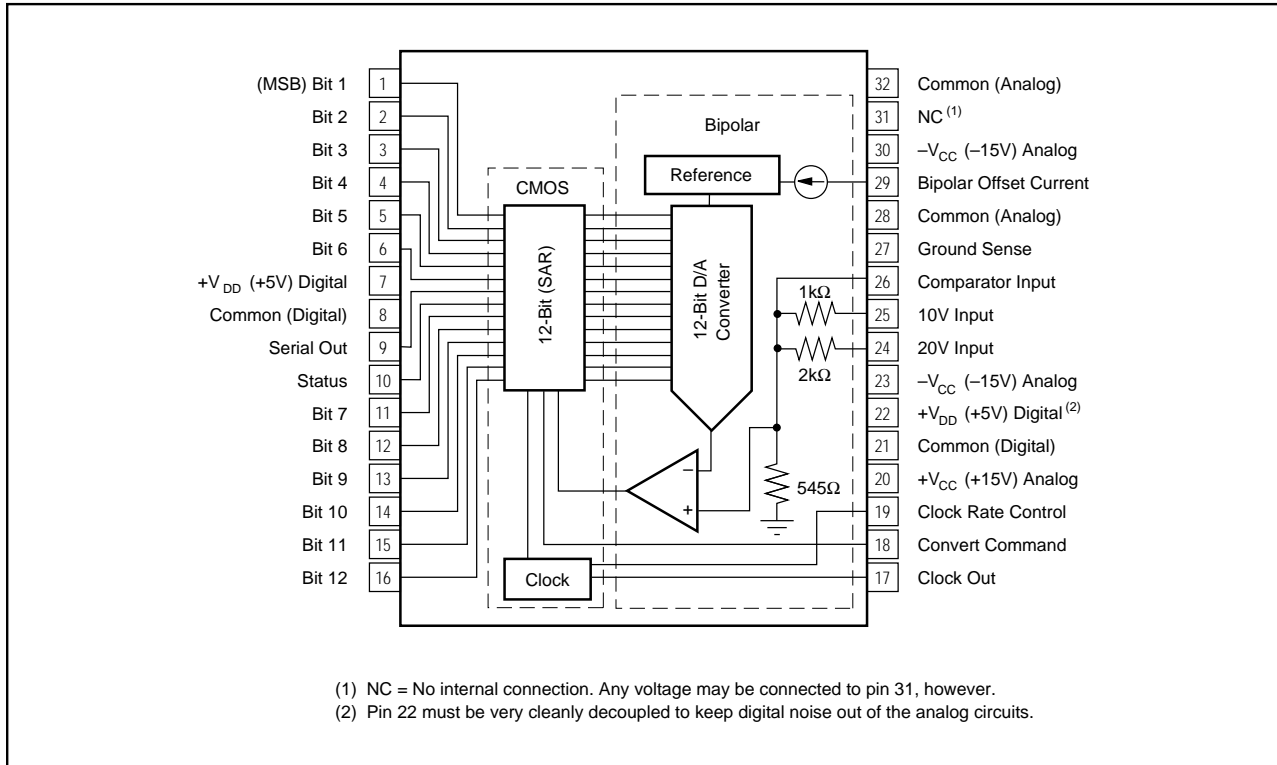 (MSB) Bit 1
1
Bit 2
2
Bit 3
3
Bit 4
4
Bit 5
5
Bit 6
6
+VDD (+5V) Digital
7
Common (Digital)
8
Serial Out
9
Status
10
Bit 7
11
Bit 8
12
Bit 9
13
Bit 10
14
Bit 11
15
Bit 12
16
CMOS
12-Bit (SAR)
Clock
Bipolar
Reference
12-Bit D/A
Converter
1kΩ
2kΩ
545Ω
–
+
32
Common (Analog)
31
NC (1)
30
–VCC (–15V) Analog
29
Bipolar Offset Current
28
Common (Analog)
27
Ground Sense
26
Comparator Input
25
10V Input
24
20V Input
23
–VCC (–15V) Analog
22
+VDD (+5V) Digital (2)
21
Common (Digital)
20
+VCC (+15V) Analog
19
Clock Rate Control
18
Convert Command
17
Clock Out
(1) NC = No internal connection. Any voltage may be connected to pin 31, however.
(2) Pin 22 must be very cleanly decoupled to keep digital noise out of the analog circuits.